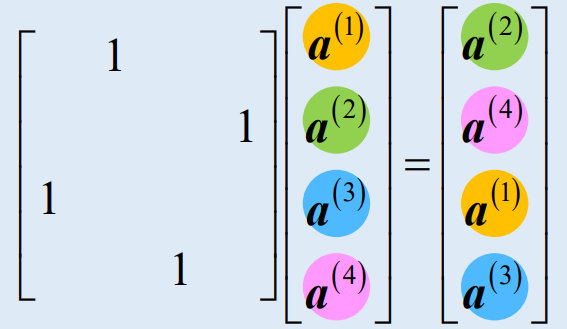 [ 1 ] [ a^(1) ] = [ a^(2) ]
[ 1 ] [ a^(2) ] = [ a^(4) ]
[ 1 ] [ a^(3) ] = [ a^(1) ]
[ 1 ] [ a^(4) ] = [ a^(3) ]